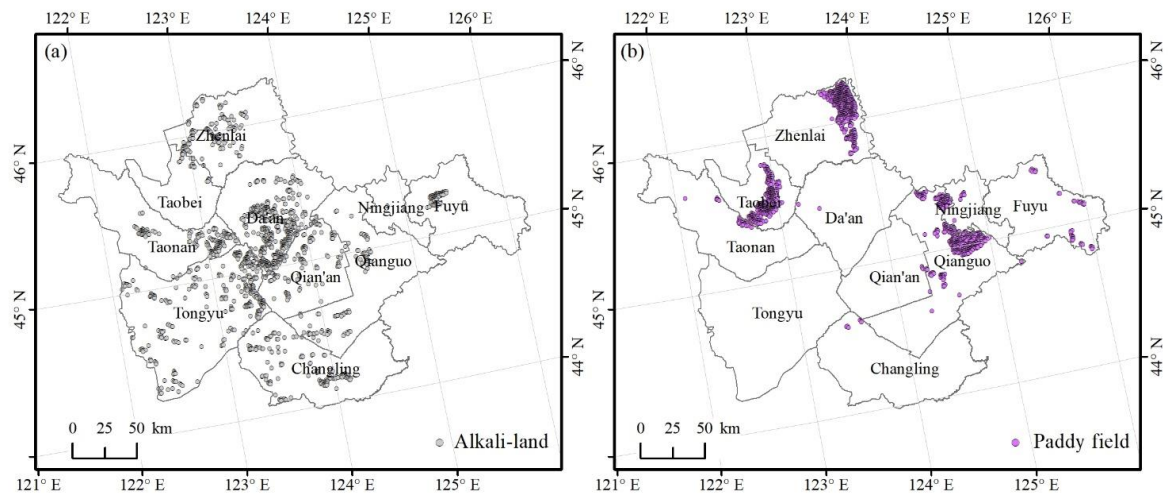 122° E 123° E 124° E 125° E 126° E
(a)
46° N
46° N
Zhenlai
Taobei
Da'an
Ningjiang
Fuyu
45° N
Taonan
Qian'an
Qianguo
Tongyu
45° N
Changling
44° N
0 25 50 km
Alkali-land
121° E 122° E 123° E 124° E 125° E
122° E 123° E 124° E 125° E 126° E
(b)
46° N
46° N
Zhenlai
Taobei
Da'an
Ningjiang
Fuyu
45° N
Taonan
Qian'an
Qianguo
Tongyu
45° N
Changling
44° N
0 25 50 km
Paddy field
121° E 122° E 123° E 124° E 125° E